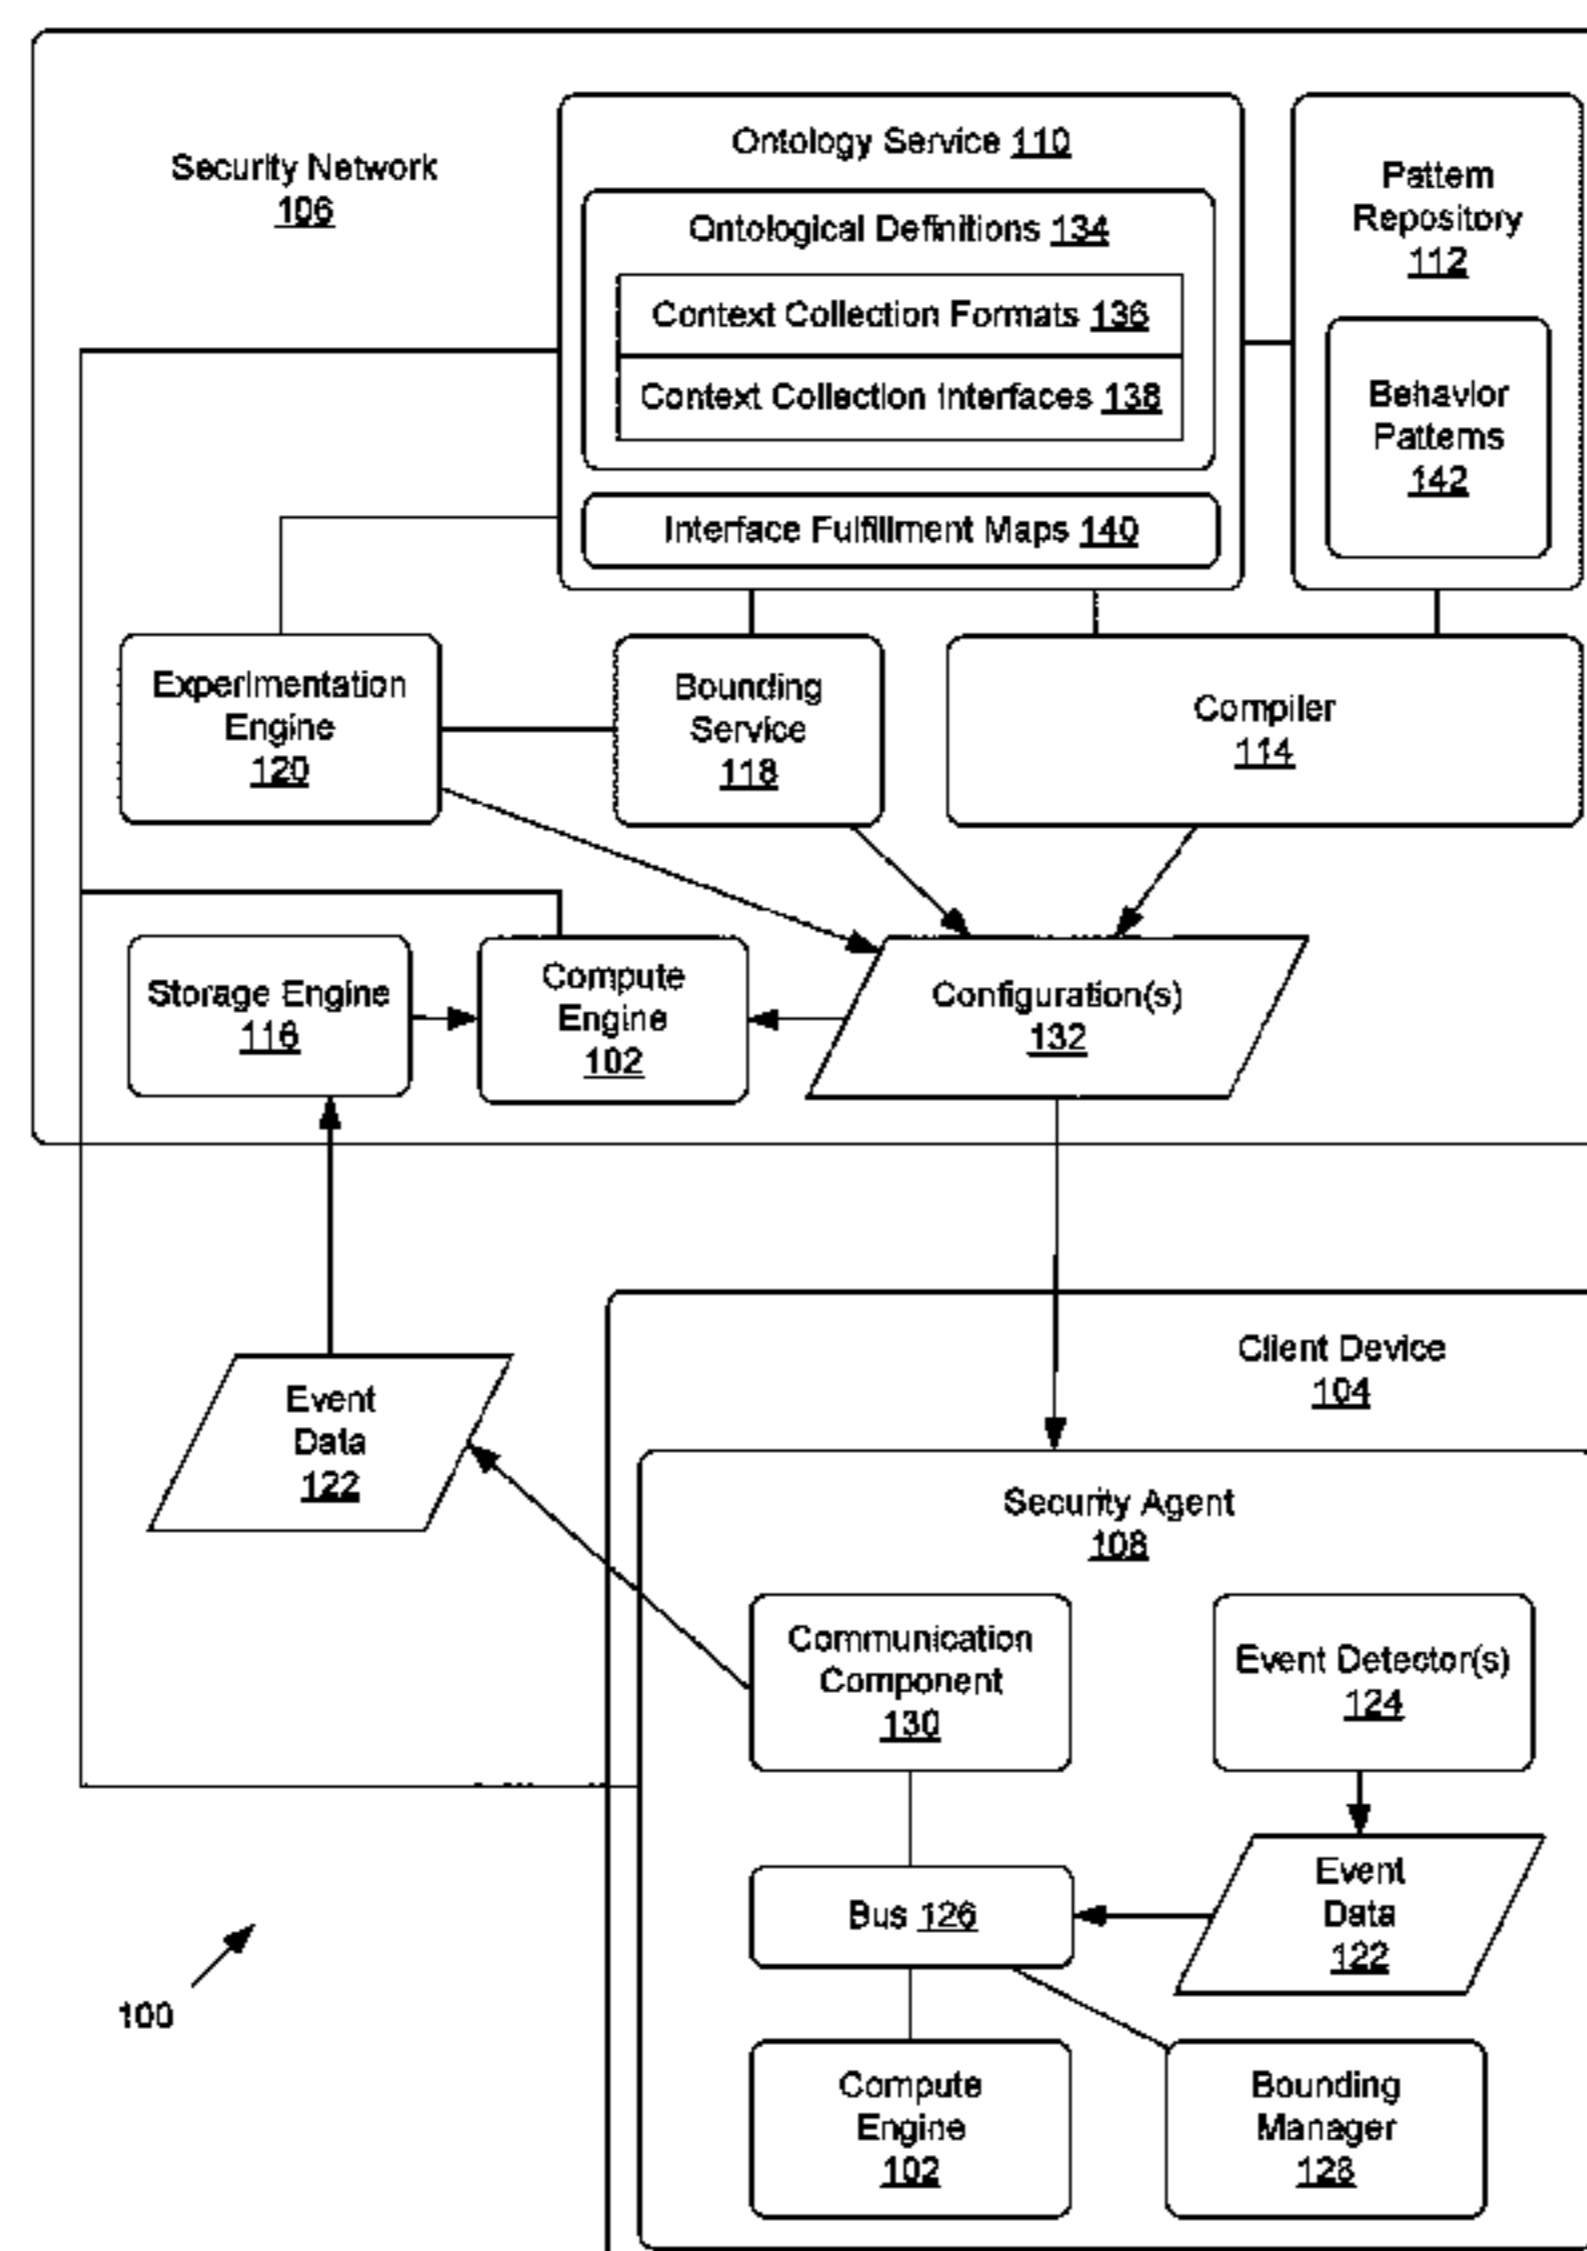 Security Network
106
Ontology Service 110
Ontological Definitions 134
Context Collection Formats 136
Context Collection Interfaces 138
Interface Fulfillment Maps 140
Pattern
Repository
112
Behavior
Patterns
142
Experimentation
Engine
120
Bounding
Service
118
Compiler
114
Storage Engine
116
Compute
Engine
102
Configuration(s)
132
Event
Data
122
Client Device
104
Security Agent
108
Communication
Component
130
Event Detector(s)
124
Bus 126
Event
Data
122
100
Compute
Engine
102
Bounding
Manager
128